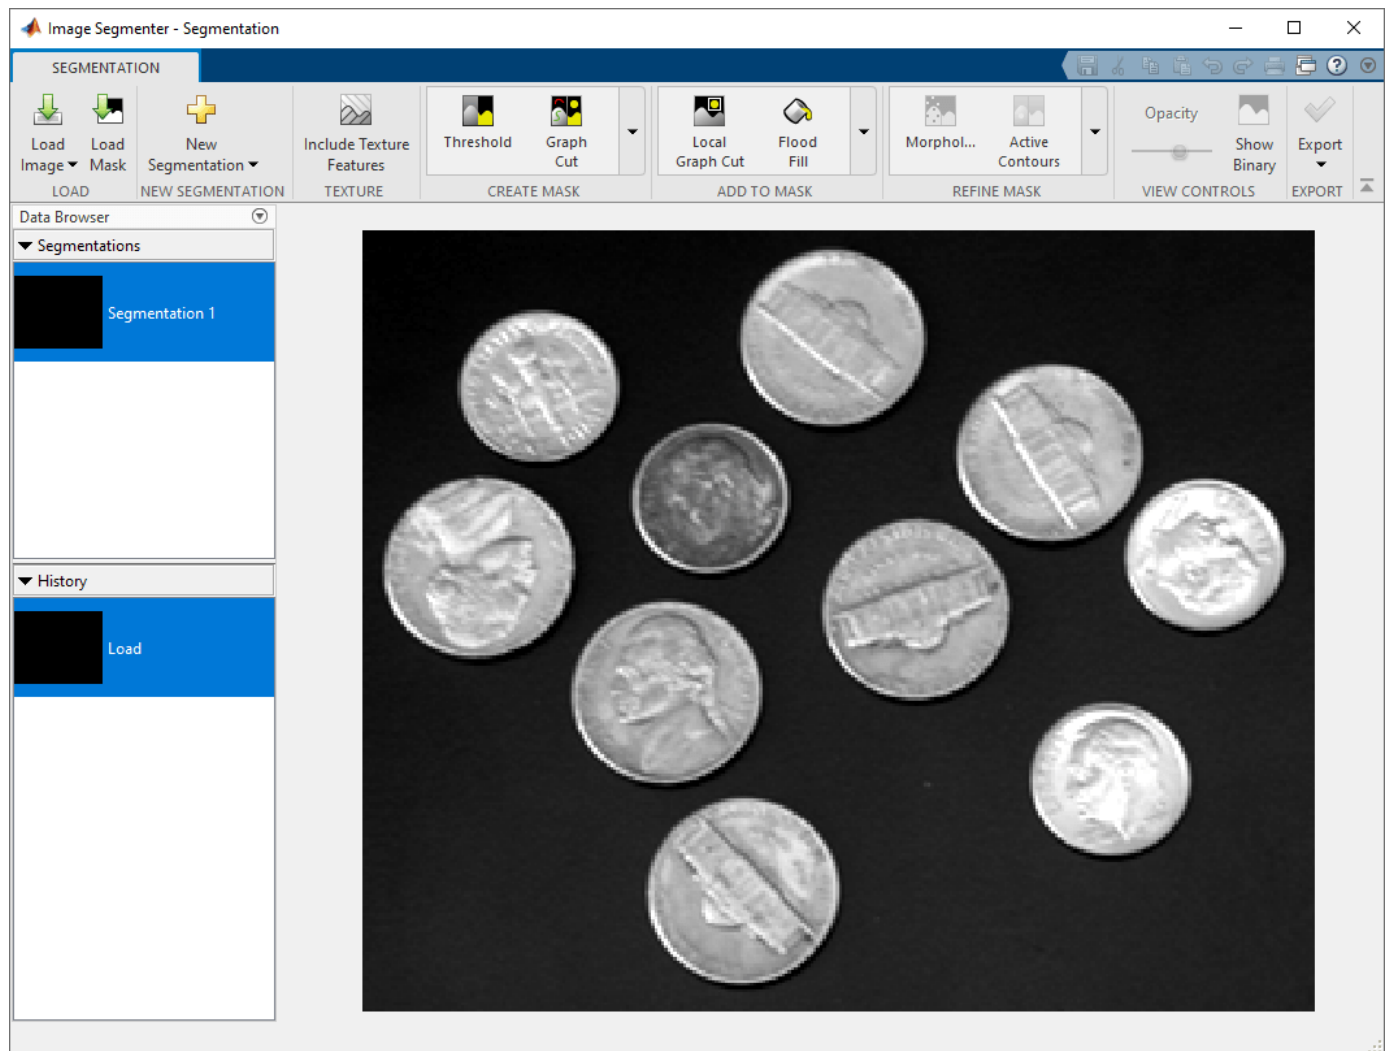 Image Segmenter - Segmentation
SEGMENTATION
Load Image
Load Mask
New Segmentation
Include Texture Features
Threshold
Graph Cut
Local Graph Cut
Flood Fill
Morphol...
Active Contours
Opacity
Show Binary
Export
LOAD
NEW SEGMENTATION
TEXTURE
CREATE MASK
ADD TO MASK
REFINE MASK
VIEW CONTROLS
EXPORT
Data Browser
Segmentations
Segmentation 1
History
Load